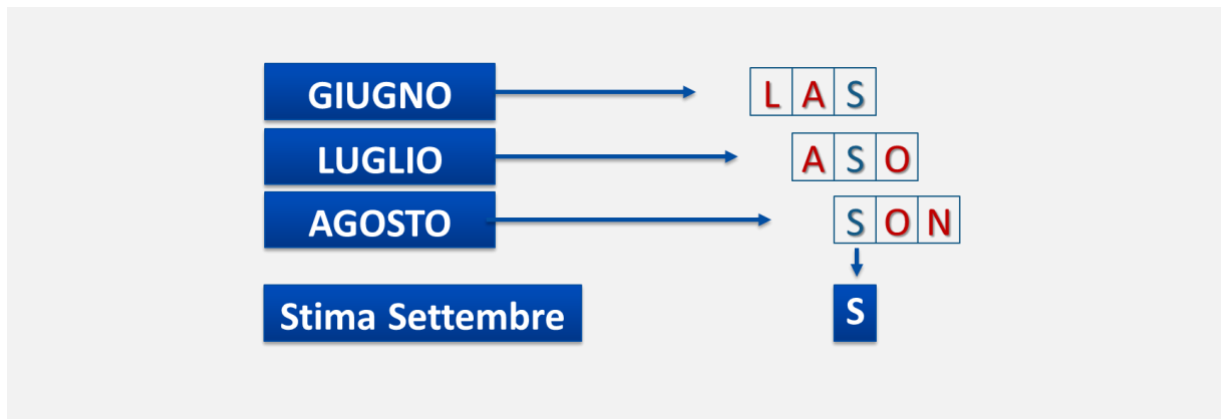 GIUGNO L A S
LUGLIO A S O
AGOSTO S O N
Stima Settembre S